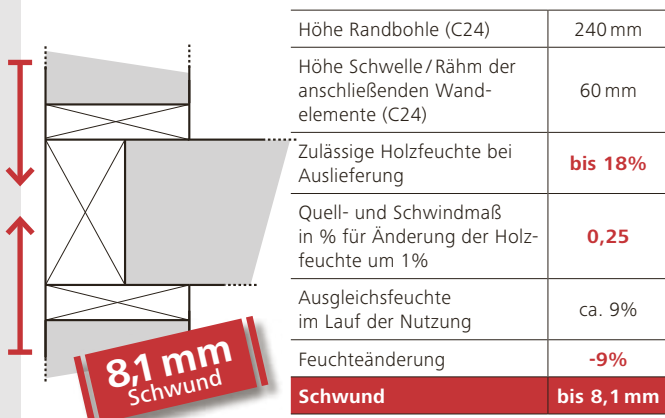 Höhe Randbohle (C24) 240 mm
Höhe Schwelle / Rähm der
anschließenden Wand-
elemente (C24) 60 mm
Zulässige Holzfeuchte bei
Auslieferung bis 18%
Quell- und Schwindmaß
in % für Änderung der Holz-
feuchte um 1% 0,25
Ausgleichsfeuchte
im Lauf der Nutzung ca. 9%
Feuchteänderung -9%
Schwund bis 8,1 mm
8,1 mm
Schwund